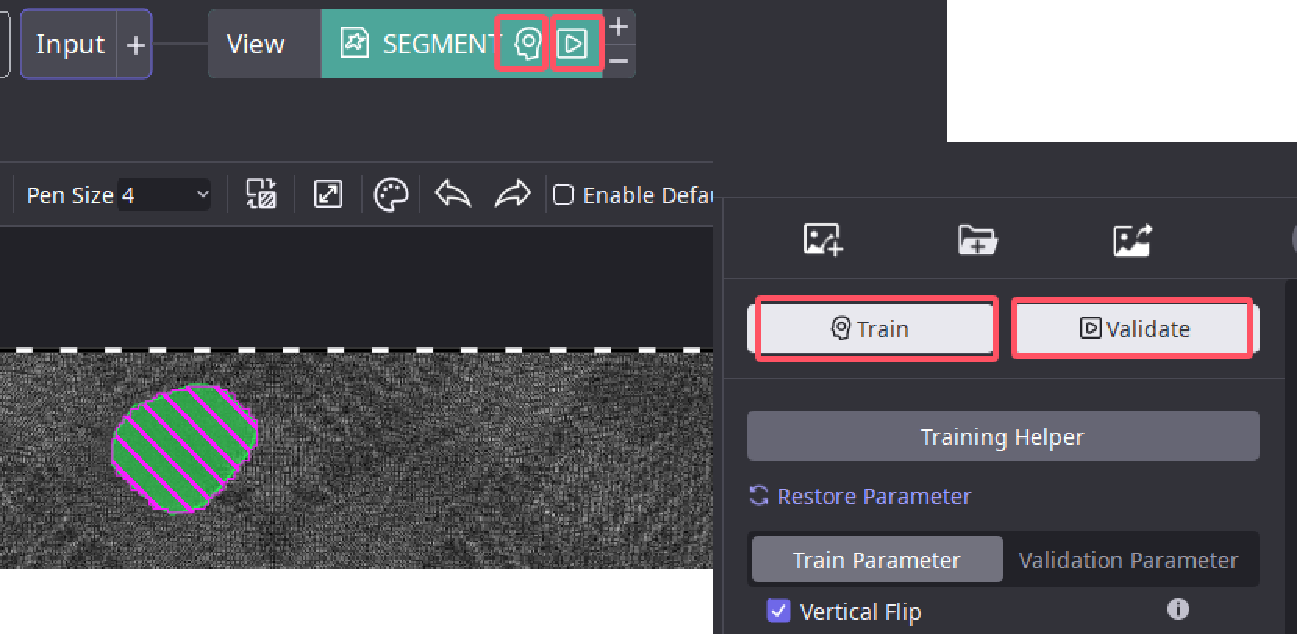 Input + View SEGMENT + −
Pen Size 4 Enable Defau
Train Validate
Training Helper
Restore Parameter
Train Parameter Validation Parameter
Vertical Flip